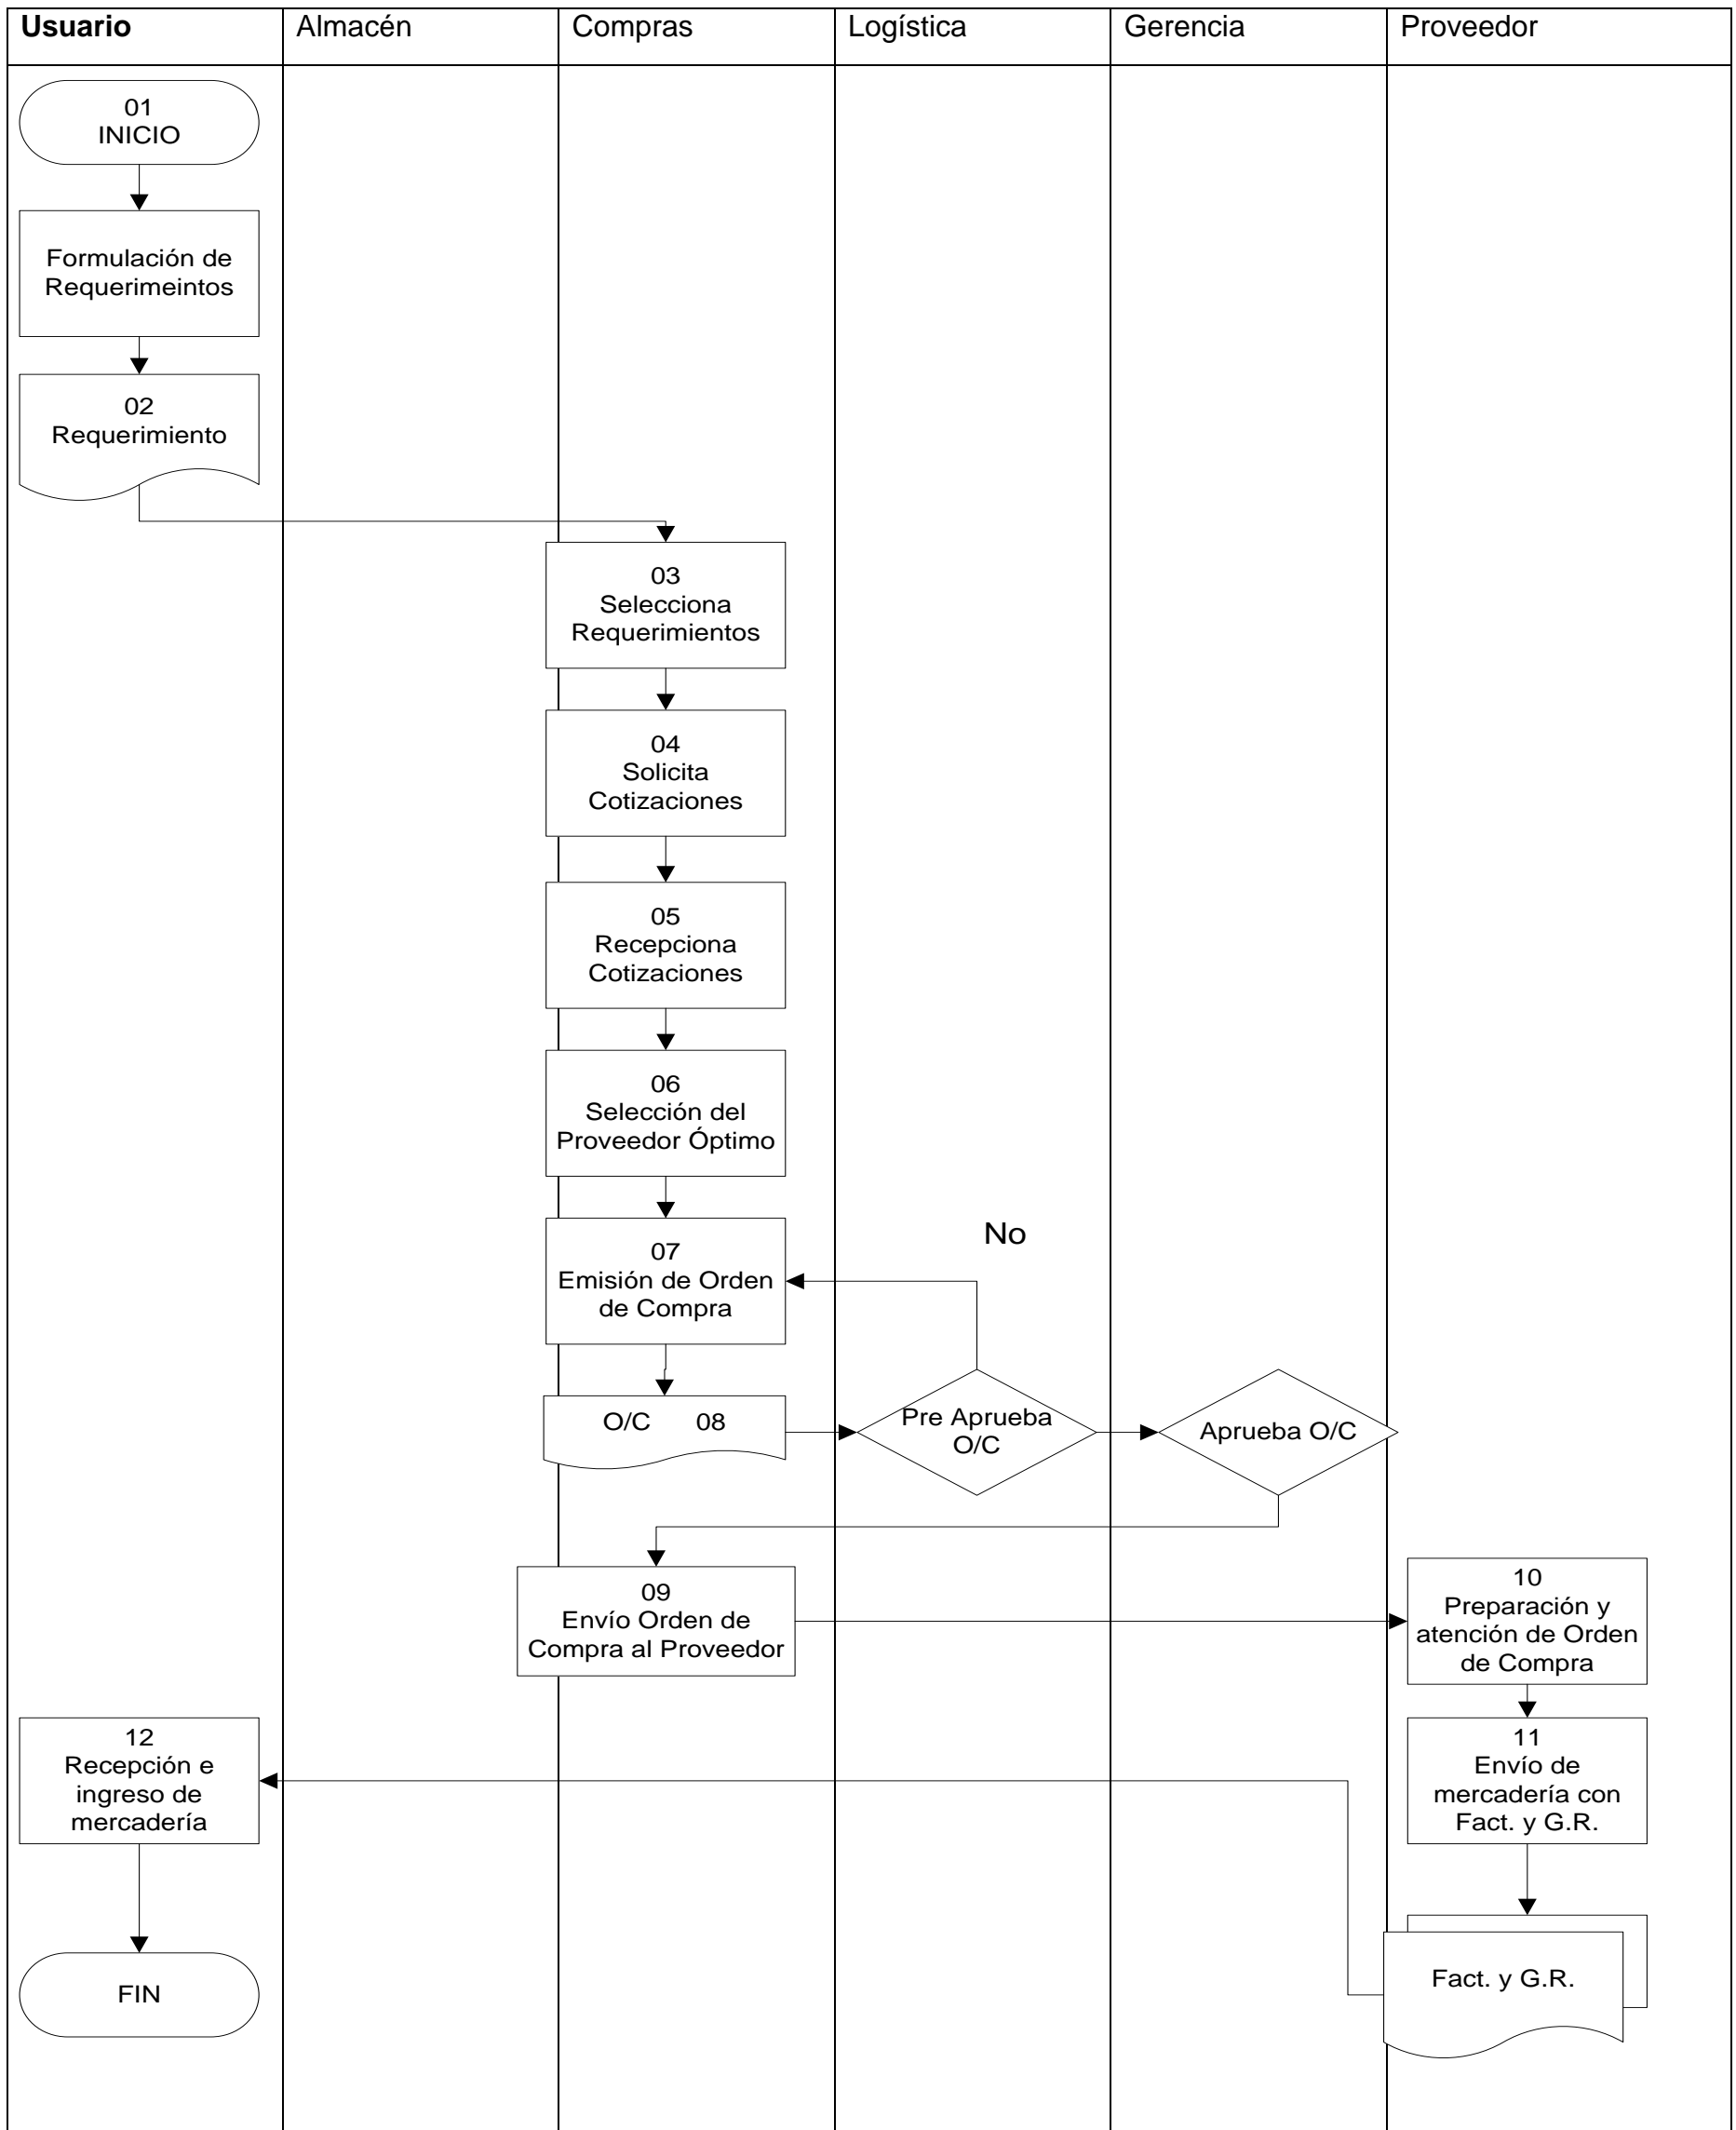 Usuario
Almacén
Compras
Logística
Gerencia
Proveedor
01
INICIO
Formulación de
Requerimeintos
02
Requerimiento
03
Selecciona
Requerimientos
04
Solicita
Cotizaciones
05
Recepciona
Cotizaciones
06
Selección del
Proveedor Óptimo
07
Emisión de Orden
de Compra
No
O/C 08
Pre Aprueba
O/C
Aprueba O/C
09
Envío Orden de
Compra al Proveedor
10
Preparación y
atención de Orden
de Compra
11
Envío de
mercadería con
Fact. y G.R.
Fact. y G.R.
12
Recepción e
ingreso de
mercadería
FIN